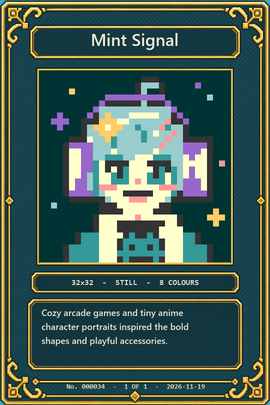 Mint Signal
32x32 - STILL - 8 COLOURS
Cozy arcade games and tiny anime
character portraits inspired the bold
shapes and playful accessories.
No. 000034 - 1 OF 1 - 2026-11-19